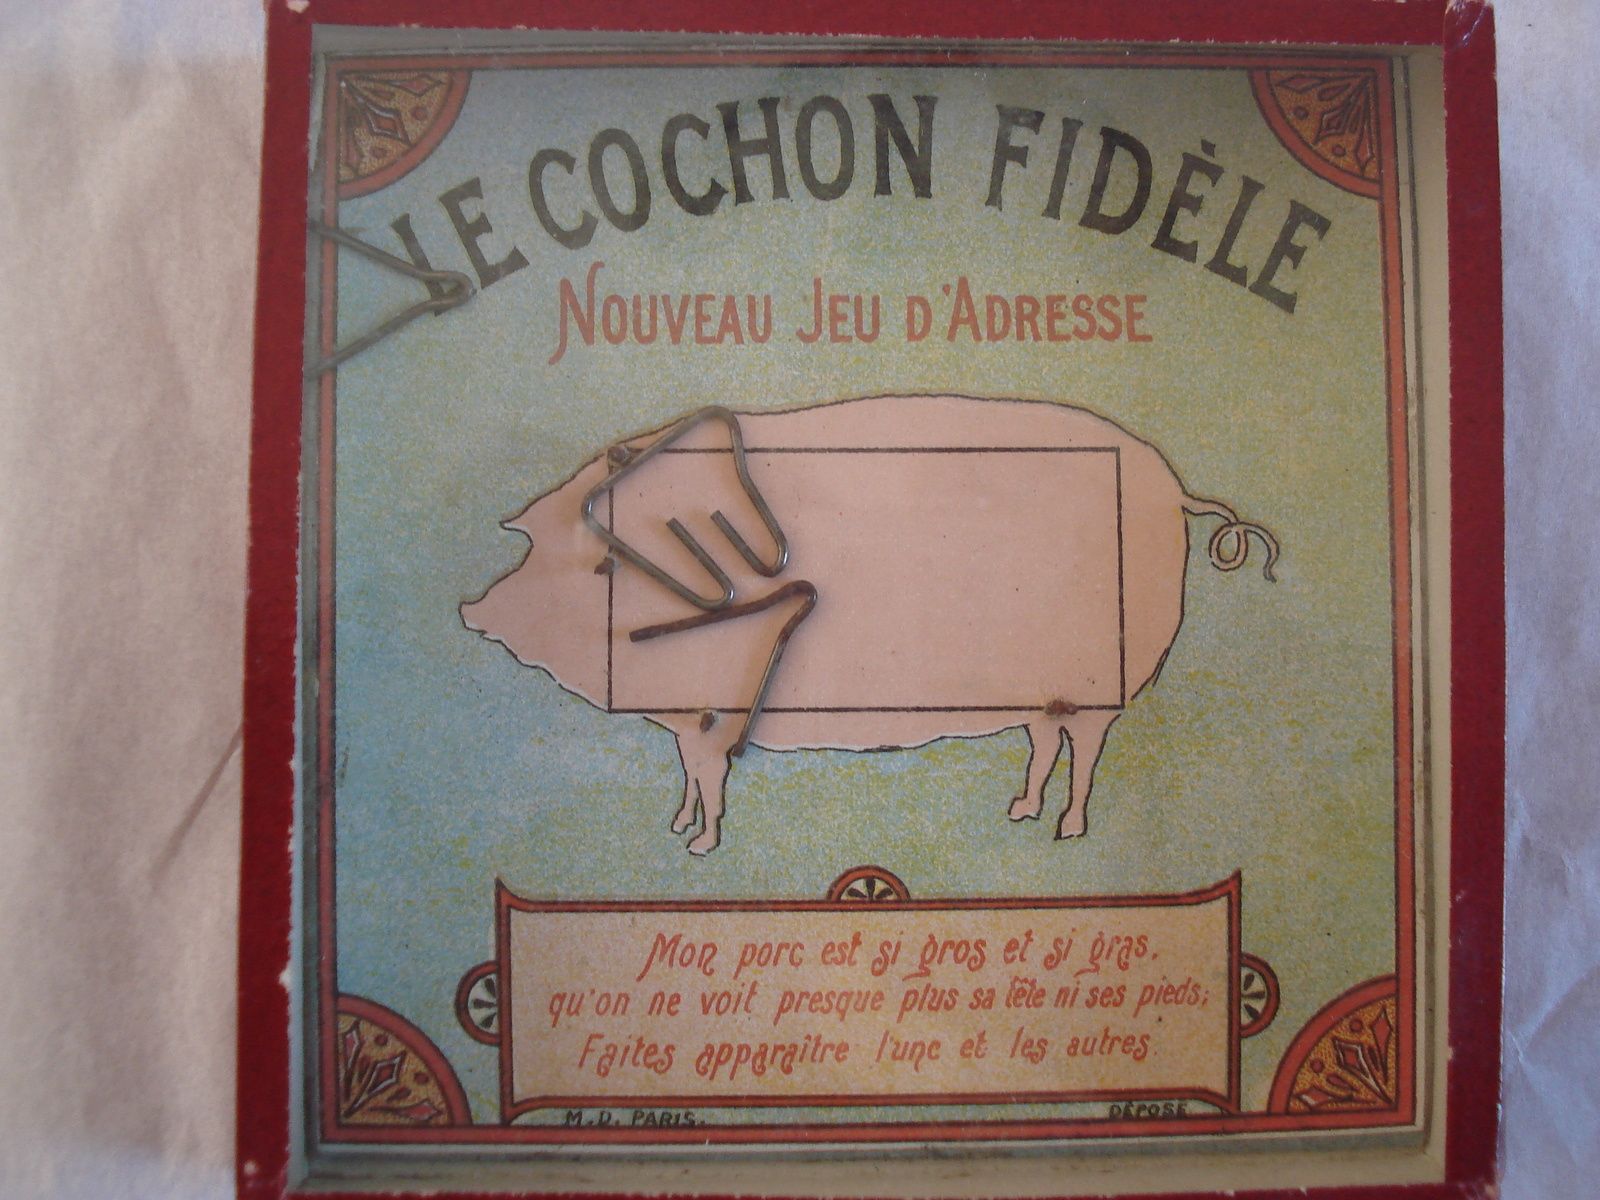 LE COCHON FIDÈLE
NOUVEAU JEU D'ADRESSE
Mon porc est si gros et si gras,
qu'on ne voit presque plus sa tête ni ses pieds;
Faites apparaître l'une et les autres.
M.D. PARIS.
DÉPOSÉ